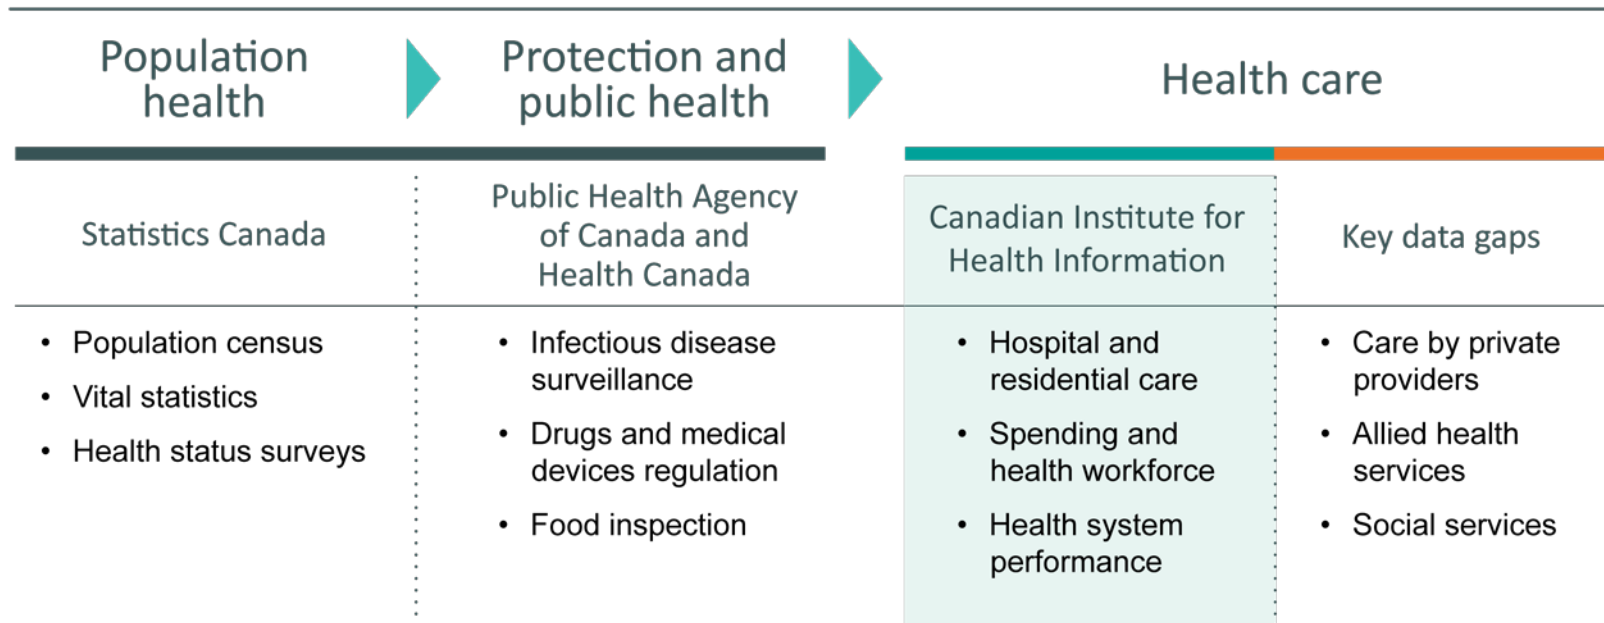 Population
health
Protection and
public health
Health care
Statistics Canada
Public Health Agency
of Canada and
Health Canada
Canadian Institute for
Health Information
Key data gaps
• Population census
• Vital statistics
• Health status surveys
• Infectious disease
surveillance
• Drugs and medical
devices regulation
• Food inspection
• Hospital and
residential care
• Spending and
health workforce
• Health system
performance
• Care by private
providers
• Allied health
services
• Social services